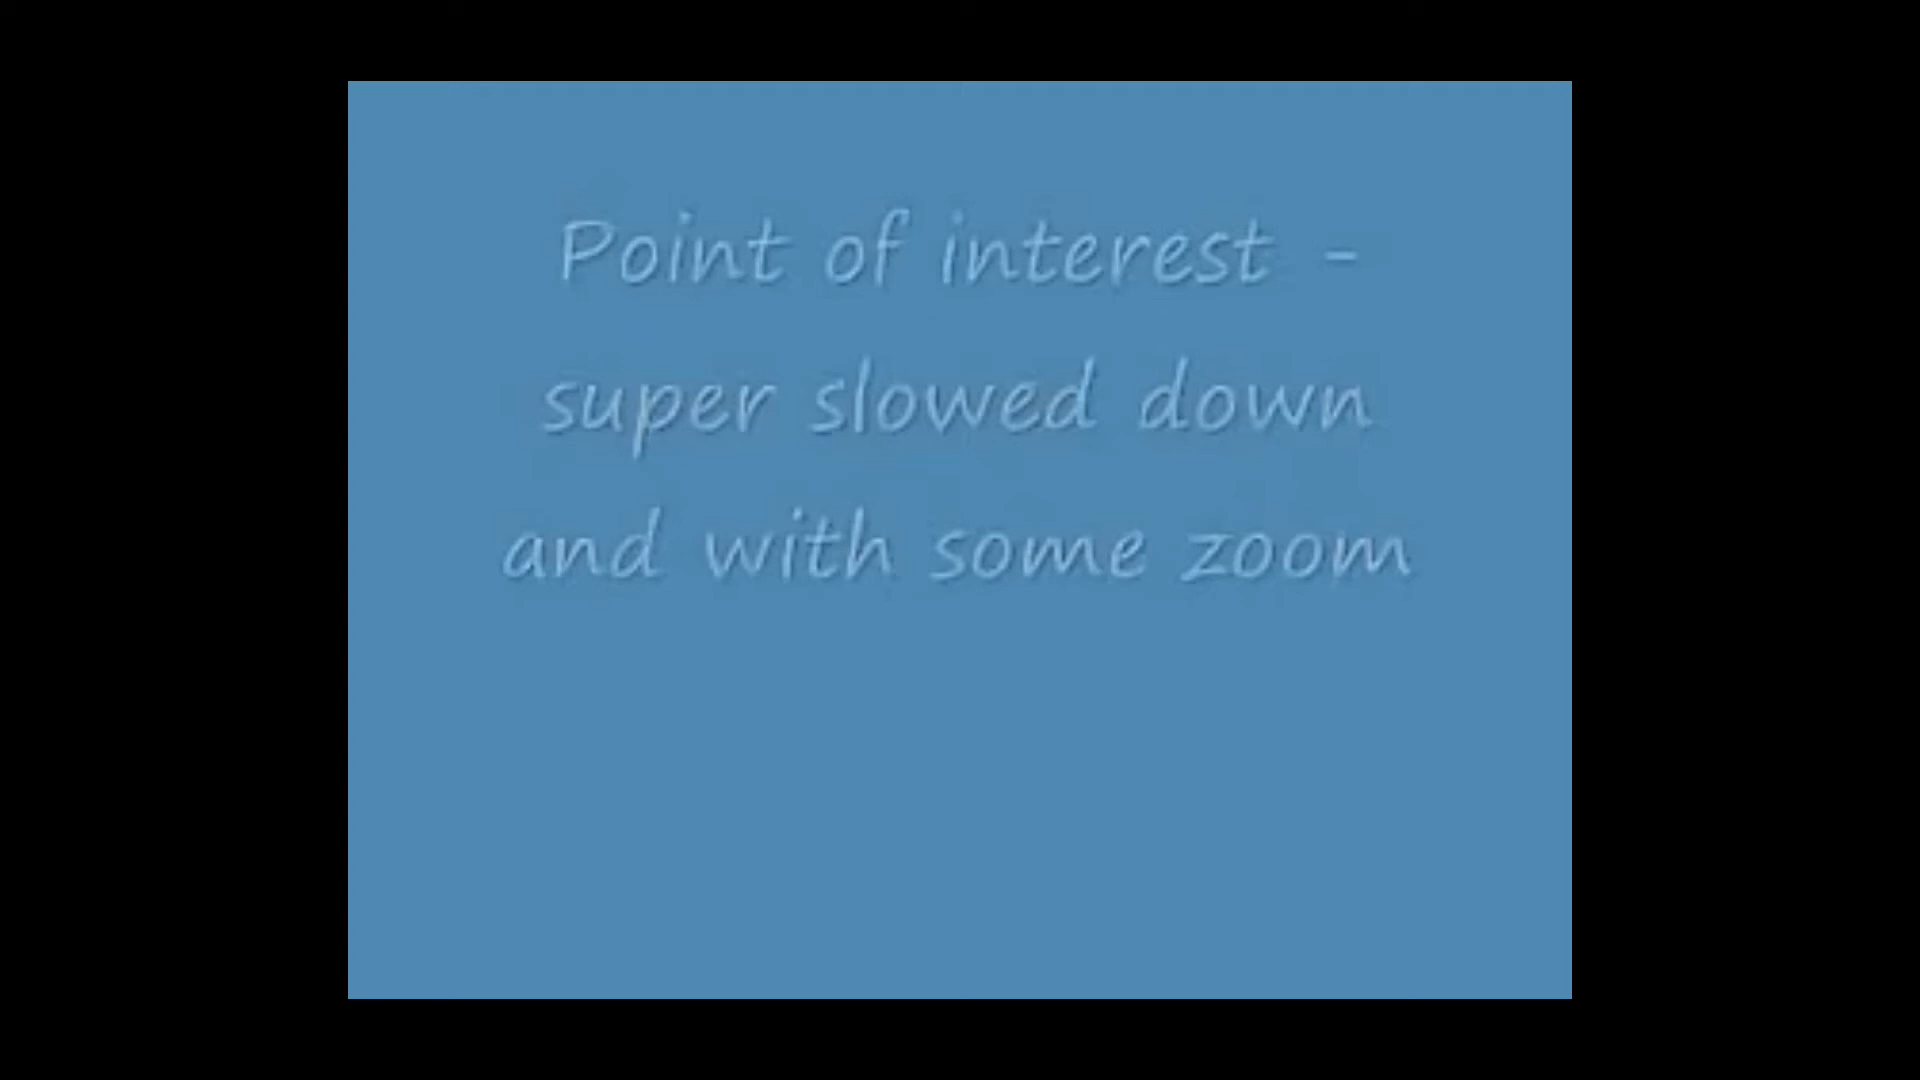 Point of interest -
super slowed down
and with some zoom